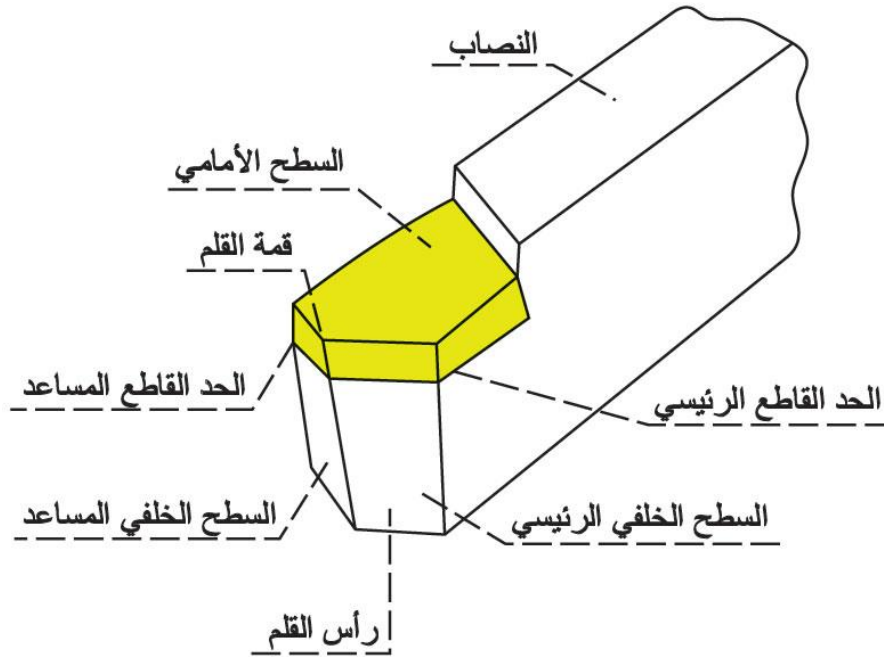 النصاب
السطح الأمامي
قمة القلم
الحد القاطع المساعد
الحد القاطع الرئيسي
السطح الخلفي المساعد
السطح الخلفي الرئيسي
رأس القلم